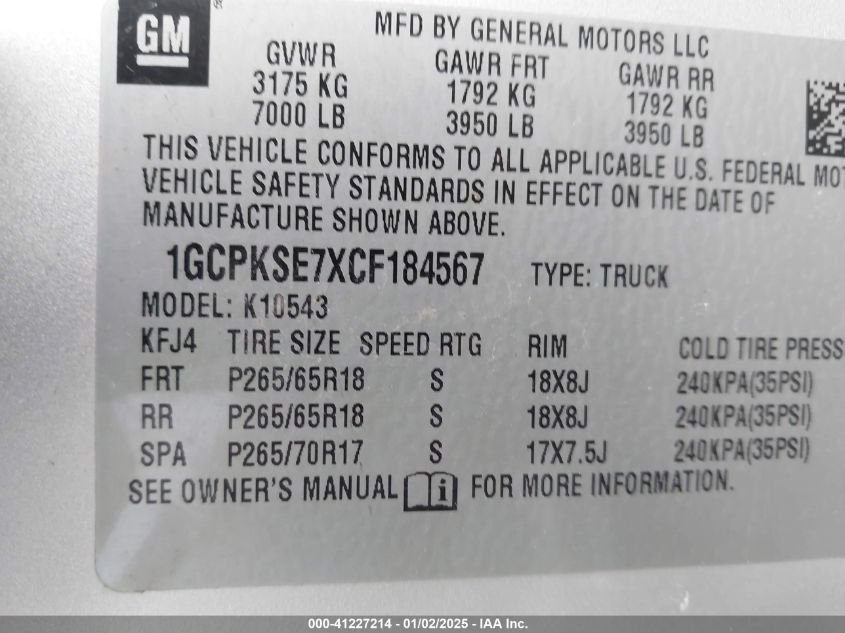 GM
MFD BY GENERAL MOTORS LLC
GVWR GAWR FRT GAWR RR
3175 KG 1792 KG 1792 KG
7000 LB 3950 LB 3950 LB
THIS VEHICLE CONFORMS TO ALL APPLICABLE U.S. FEDERAL MOT
VEHICLE SAFETY STANDARDS IN EFFECT ON THE DATE OF
MANUFACTURE SHOWN ABOVE.
1GCPKSE7XCF184567 TYPE: TRUCK
MODEL: K10543
KFJ4 TIRE SIZE SPEED RTG RIM COLD TIRE PRESS
FRT P265/65R18 S 18X8J 240KPA(35PSI)
RR P265/65R18 S 18X8J 240KPA(35PSI)
SPA P265/70R17 S 17X7.5J 240KPA(35PSI)
SEE OWNER'S MANUAL i FOR MORE INFORMATION.
000-41227214 - 01/02/2025 - IAA Inc.